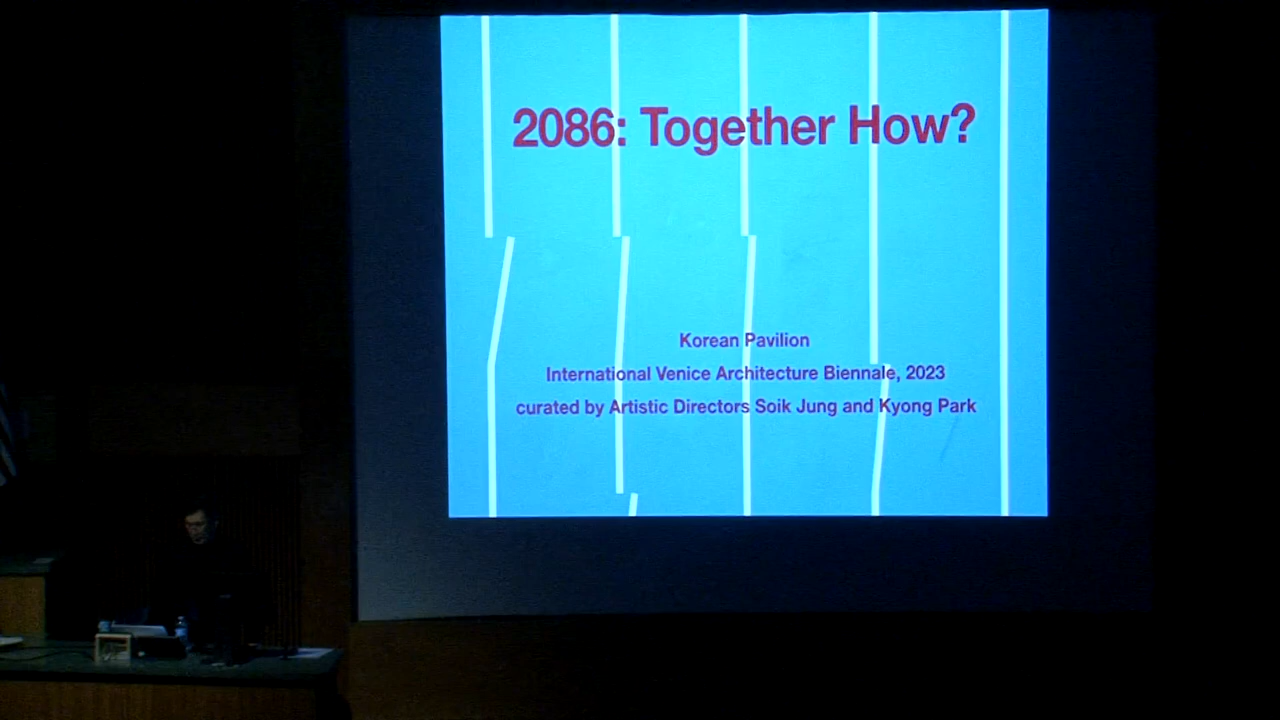 2086: Together How?
Korean Pavilion
International Venice Architecture Biennale, 2023
curated by Artistic Directors Soik Jung and Kyong Park